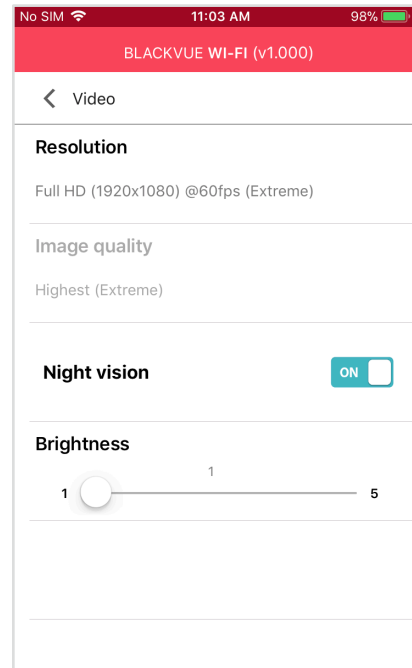 No SIM 11:03 AM 98%
BLACKVUE WI-FI (v1.000)
Video
Resolution
Full HD (1920x1080) @60fps (Extreme)
Image quality
Highest (Extreme)
Night vision ON
Brightness
1
1 5